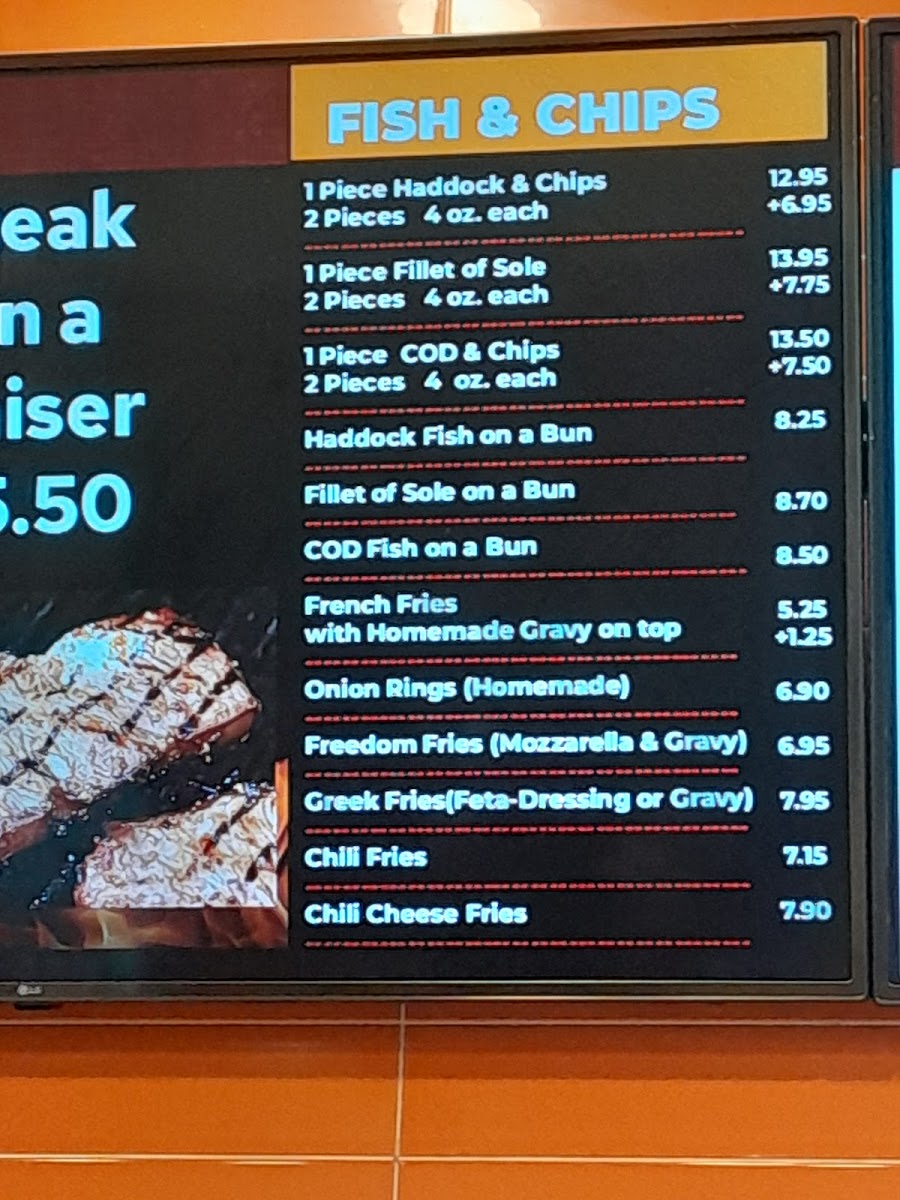 eak
n a
iser
5.50
FISH & CHIPS
1 Piece Haddock & Chips 12.95
2 Pieces 4 oz. each +6.95
1 Piece Fillet of Sole 13.95
2 Pieces 4 oz. each +7.75
1 Piece COD & Chips 13.50
2 Pieces 4 oz. each +7.50
Haddock Fish on a Bun 8.25
Fillet of Sole on a Bun 8.70
COD Fish on a Bun 8.50
French Fries 5.25
with Homemade Gravy on top +1.25
Onion Rings (Homemade) 6.90
Freedom Fries (Mozzarella & Gravy) 6.95
Greek Fries(Feta-Dressing or Gravy) 7.95
Chili Fries 7.15
Chili Cheese Fries 7.90
LG